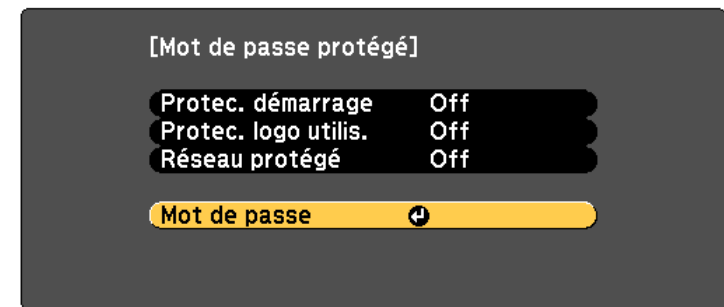 [Mot de passe protégé]
Protec. démarrage Off
Protec. logo utilis. Off
Réseau protégé Off
Mot de passe